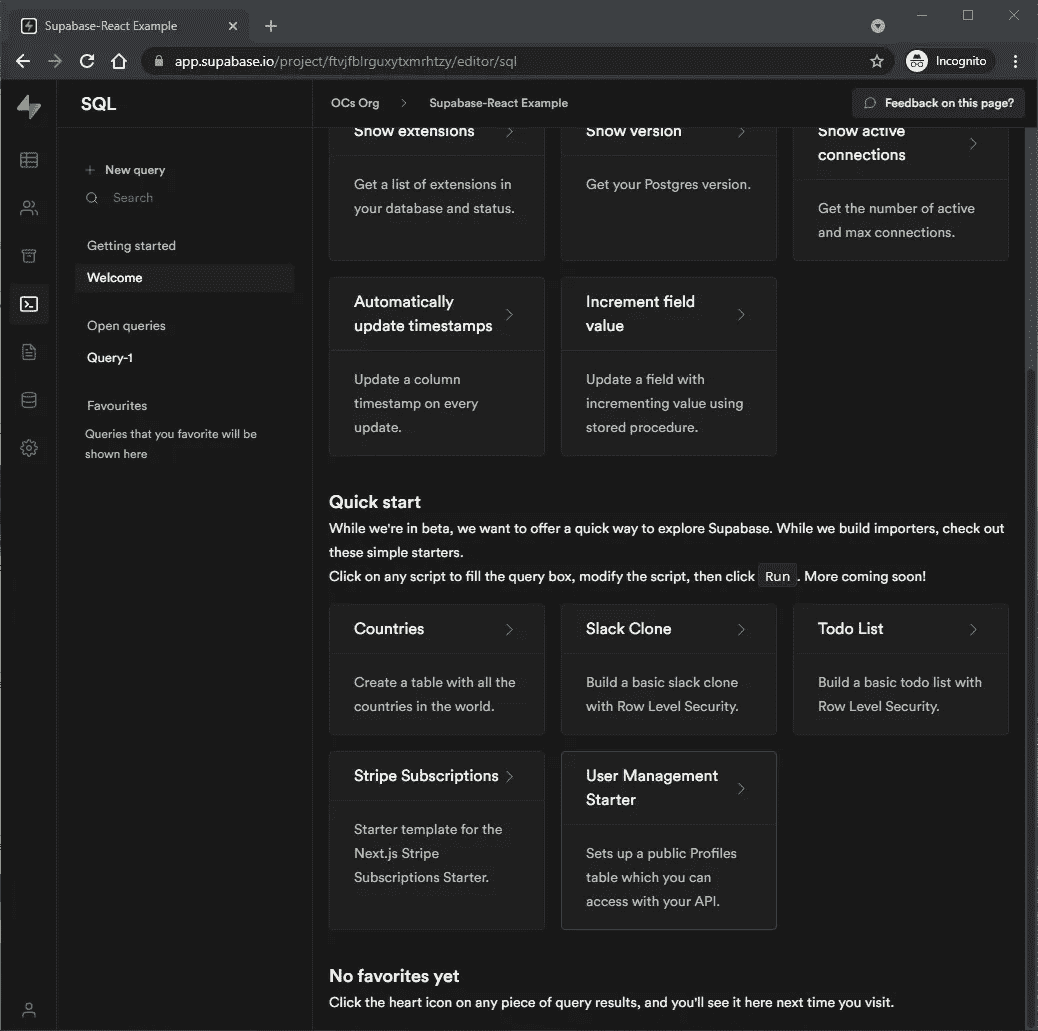 Supabase-React Example
app.supabase.io/project/ftvjfblrguxytxmrhtzy/editor/sql
Incognito
SQL
OCs Org
Supabase-React Example
Feedback on this page?
New query
Search
Getting started
Welcome
Open queries
Query-1
Favourites
Queries that you favorite will be
shown here
Show extensions
Get a list of extensions in
your database and status.
Show version
Get your Postgres version.
Show active
connections
Get the number of active
and max connections.
Automatically
update timestamps
Update a column
timestamp on every
update.
Increment field
value
Update a field with
incrementing value using
stored procedure.
Quick start
While we're in beta, we want to offer a quick way to explore Supabase. While we build importers, check out
these simple starters.
Click on any script to fill the query box, modify the script, then click Run . More coming soon!
Countries
Create a table with all the
countries in the world.
Slack Clone
Build a basic slack clone
with Row Level Security.
Todo List
Build a basic todo list with
Row Level Security.
Stripe Subscriptions
Starter template for the
Next.js Stripe
Subscriptions Starter.
User Management
Starter
Sets up a public Profiles
table which you can
access with your API.
No favorites yet
Click the heart icon on any piece of query results, and you'll see it here next time you visit.